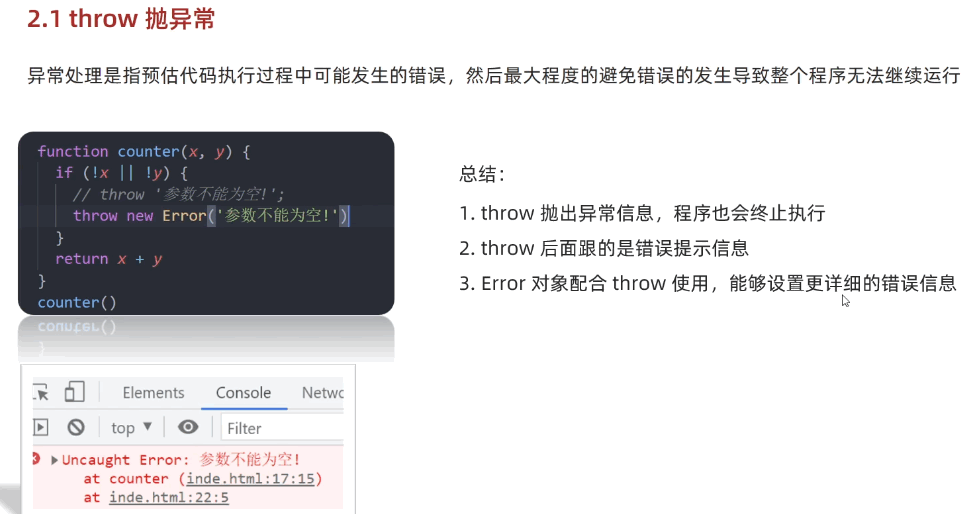 2.1 throw 抛异常
异常处理是指预估代码执行过程中可能发生的错误，然后最大程度的避免错误的发生导致整个程序无法继续运行
function counter(x, y) {
if (!x || !y) {
// throw '参数不能为空!';
throw new Error('参数不能为空!')
}
return x + y
}
counter()
总结：
1. throw 抛出异常信息，程序也会终止执行
2. throw 后面跟的是错误提示信息
3. Error 对象配合 throw 使用，能够设置更详细的错误信息
Elements Console Netwo
top ▼ Filter
▶Uncaught Error: 参数不能为空!
at counter (inde.html:17:15)
at inde.html:22:5